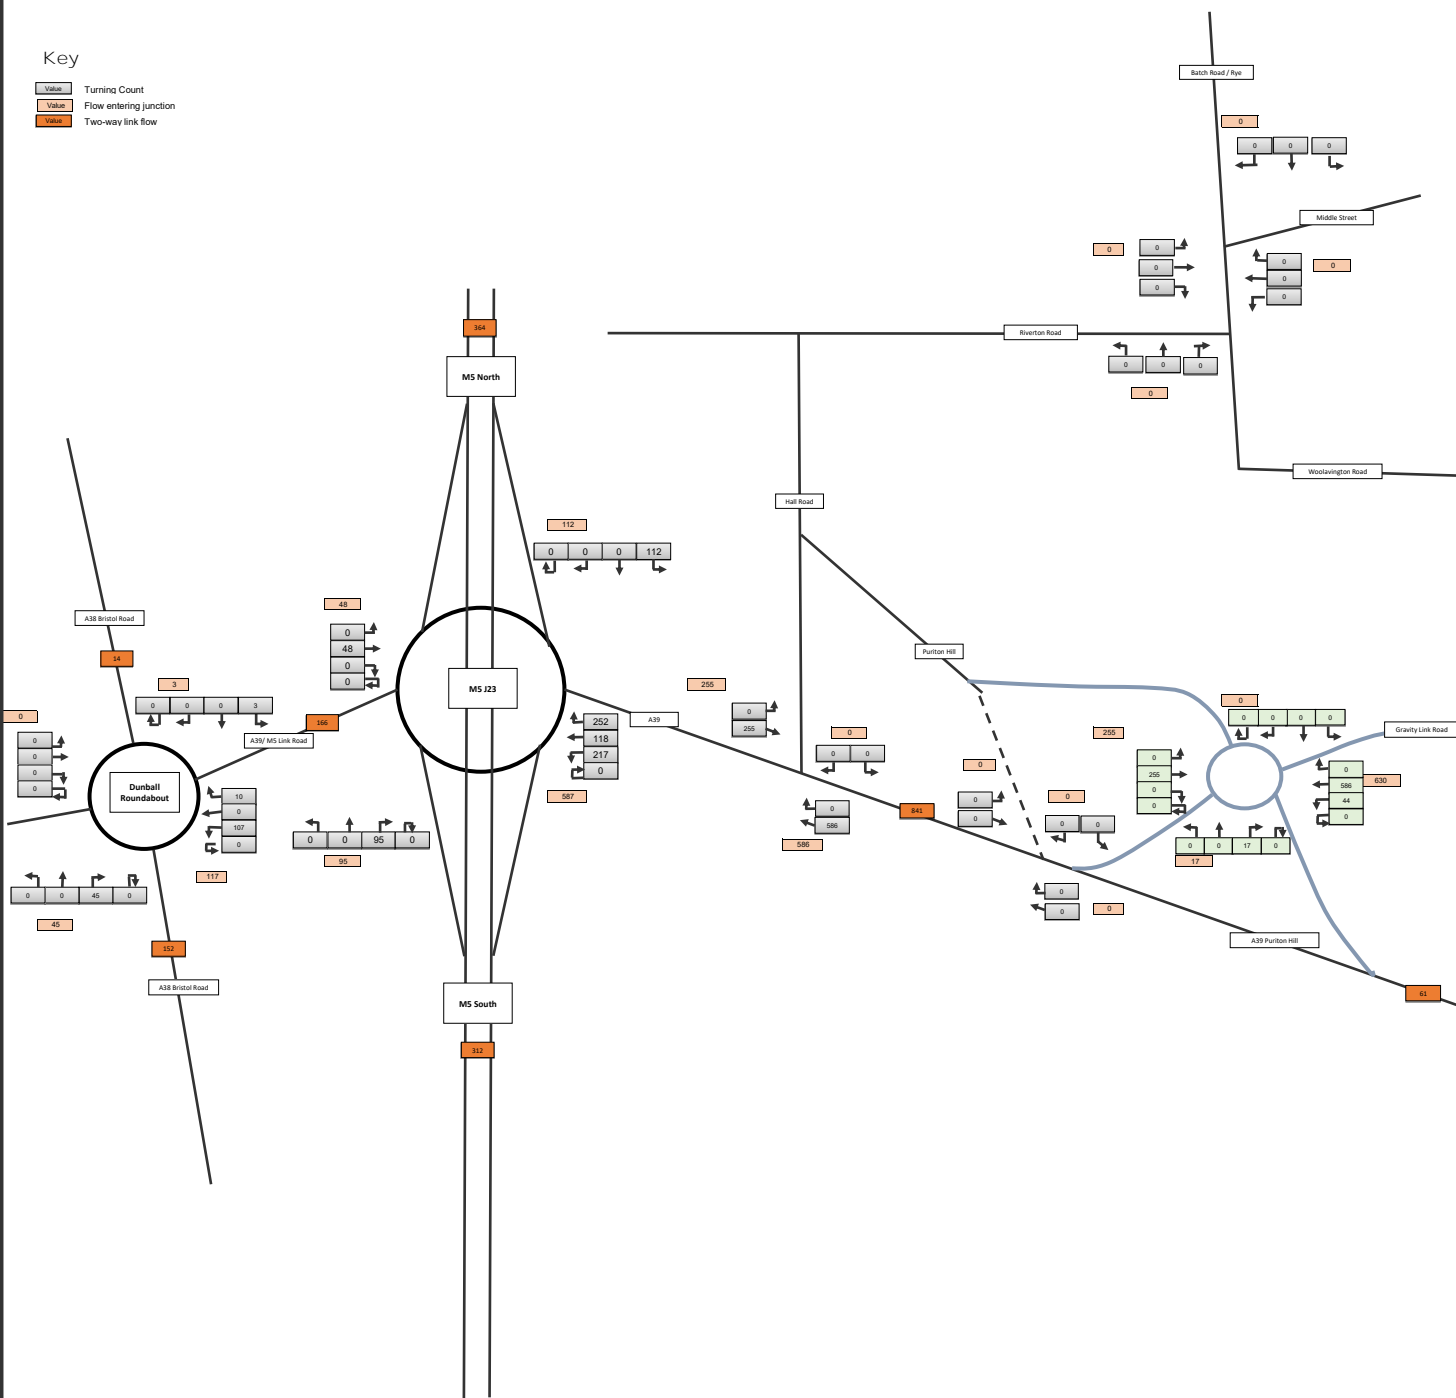 Key
Value Turning Count
Value Flow entering junction
Value Two-way link flow
Batch Road / Rye
0
0 0 0
Middle Street
0
0
0
0
0
0
0
0
Riverton Road
0 0 0
0
Woolavington Road
364
M5 North
Hall Road
112
0 0 0 112
48
0
48
0
0
A38 Bristol Road
14
3
0 0 0 3
0
0
0
0
0
166
A39/ M5 Link Road
Dunball
Roundabout
10
0
107
0
117
0 0 45 0
45
152
A38 Bristol Road
M5 J23
252
118
217
0
587
0 0 95 0
95
M5 South
312
Puriton Hill
255
A39
0
255
0
0 0
0
586
586
841
0
0
0
0
0 0
0
0
0
255
0
255
0
0
0
0 0 0 0
Gravity Link Road
0
586
44
0
630
0 0 17 0
17
A39 Puriton Hill
61